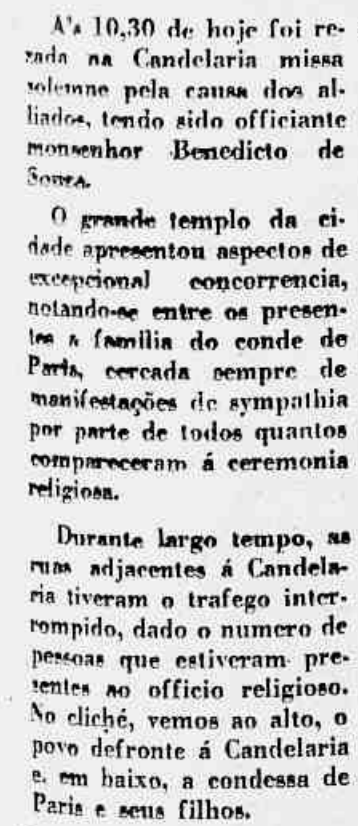 A's 10,30 de hoje foi re-
zada na Candelaria missa
solemne pela causa dos al-
liados, tendo sido officiante
monsenhor Benedicto de
Souza.
O grande templo da ci-
dade apresentou aspectos de
excepcional concorrencia,
notando-se entre os presen-
tes a familia do conde de
Paris, cercada sempre de
manifestações de sympathia
por parte de todos quantos
compareceram á ceremonia
religiosa.
Durante largo tempo, as
ruas adjacentes á Candela-
ria tiveram o trafego inter-
rompido, dado o numero de
pessoas que estiveram pre-
sentes ao officio religioso.
No cliché, vemos ao alto, o
povo defronte á Candelaria
e. em baixo, a condessa de
Paris e seus filhos.